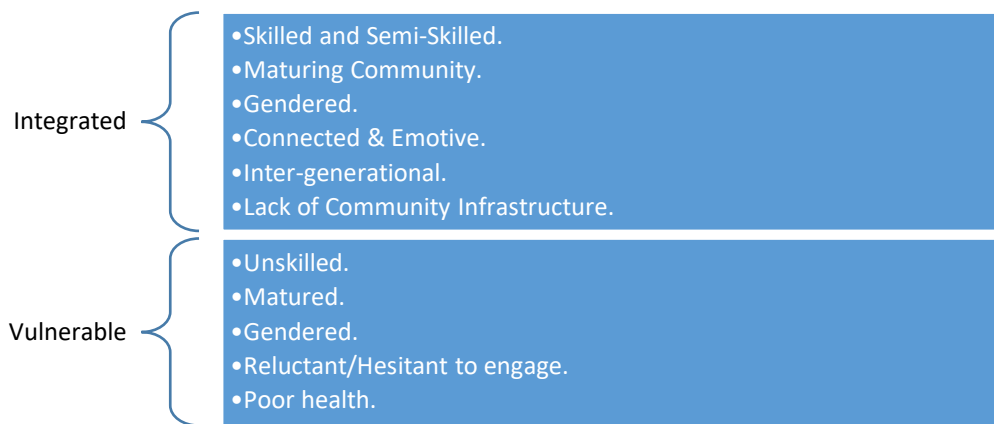 Integrated
•Skilled and Semi-Skilled.
•Maturing Community.
•Gendered.
•Connected & Emotive.
•Inter-generational.
•Lack of Community Infrastructure.
Vulnerable
•Unskilled.
•Matured.
•Gendered.
•Reluctant/Hesitant to engage.
•Poor health.